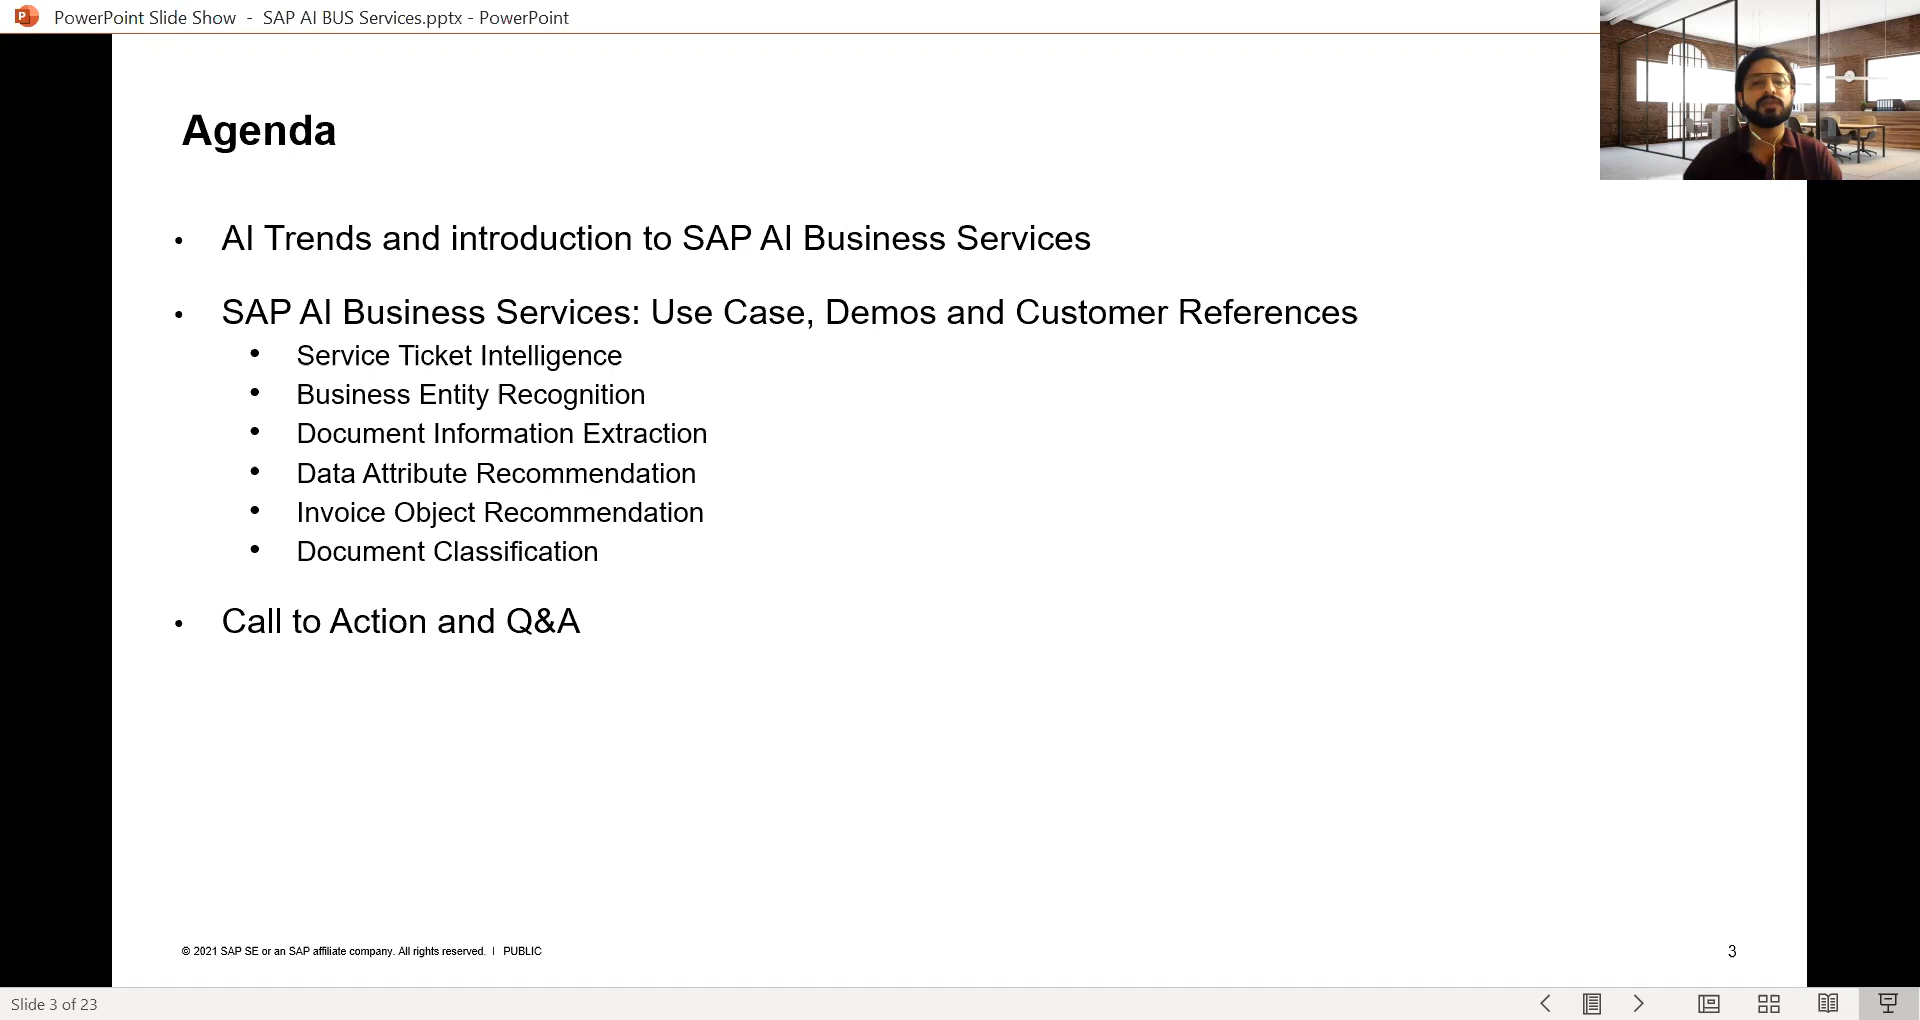 PowerPoint Slide Show - SAP AI BUS Services.pptx - PowerPoint
Agenda
• AI Trends and introduction to SAP AI Business Services
• SAP AI Business Services: Use Case, Demos and Customer References
• Service Ticket Intelligence
• Business Entity Recognition
• Document Information Extraction
• Data Attribute Recommendation
• Invoice Object Recommendation
• Document Classification
• Call to Action and Q&A
© 2021 SAP SE or an SAP affiliate company. All rights reserved. | PUBLIC
3
Slide 3 of 23